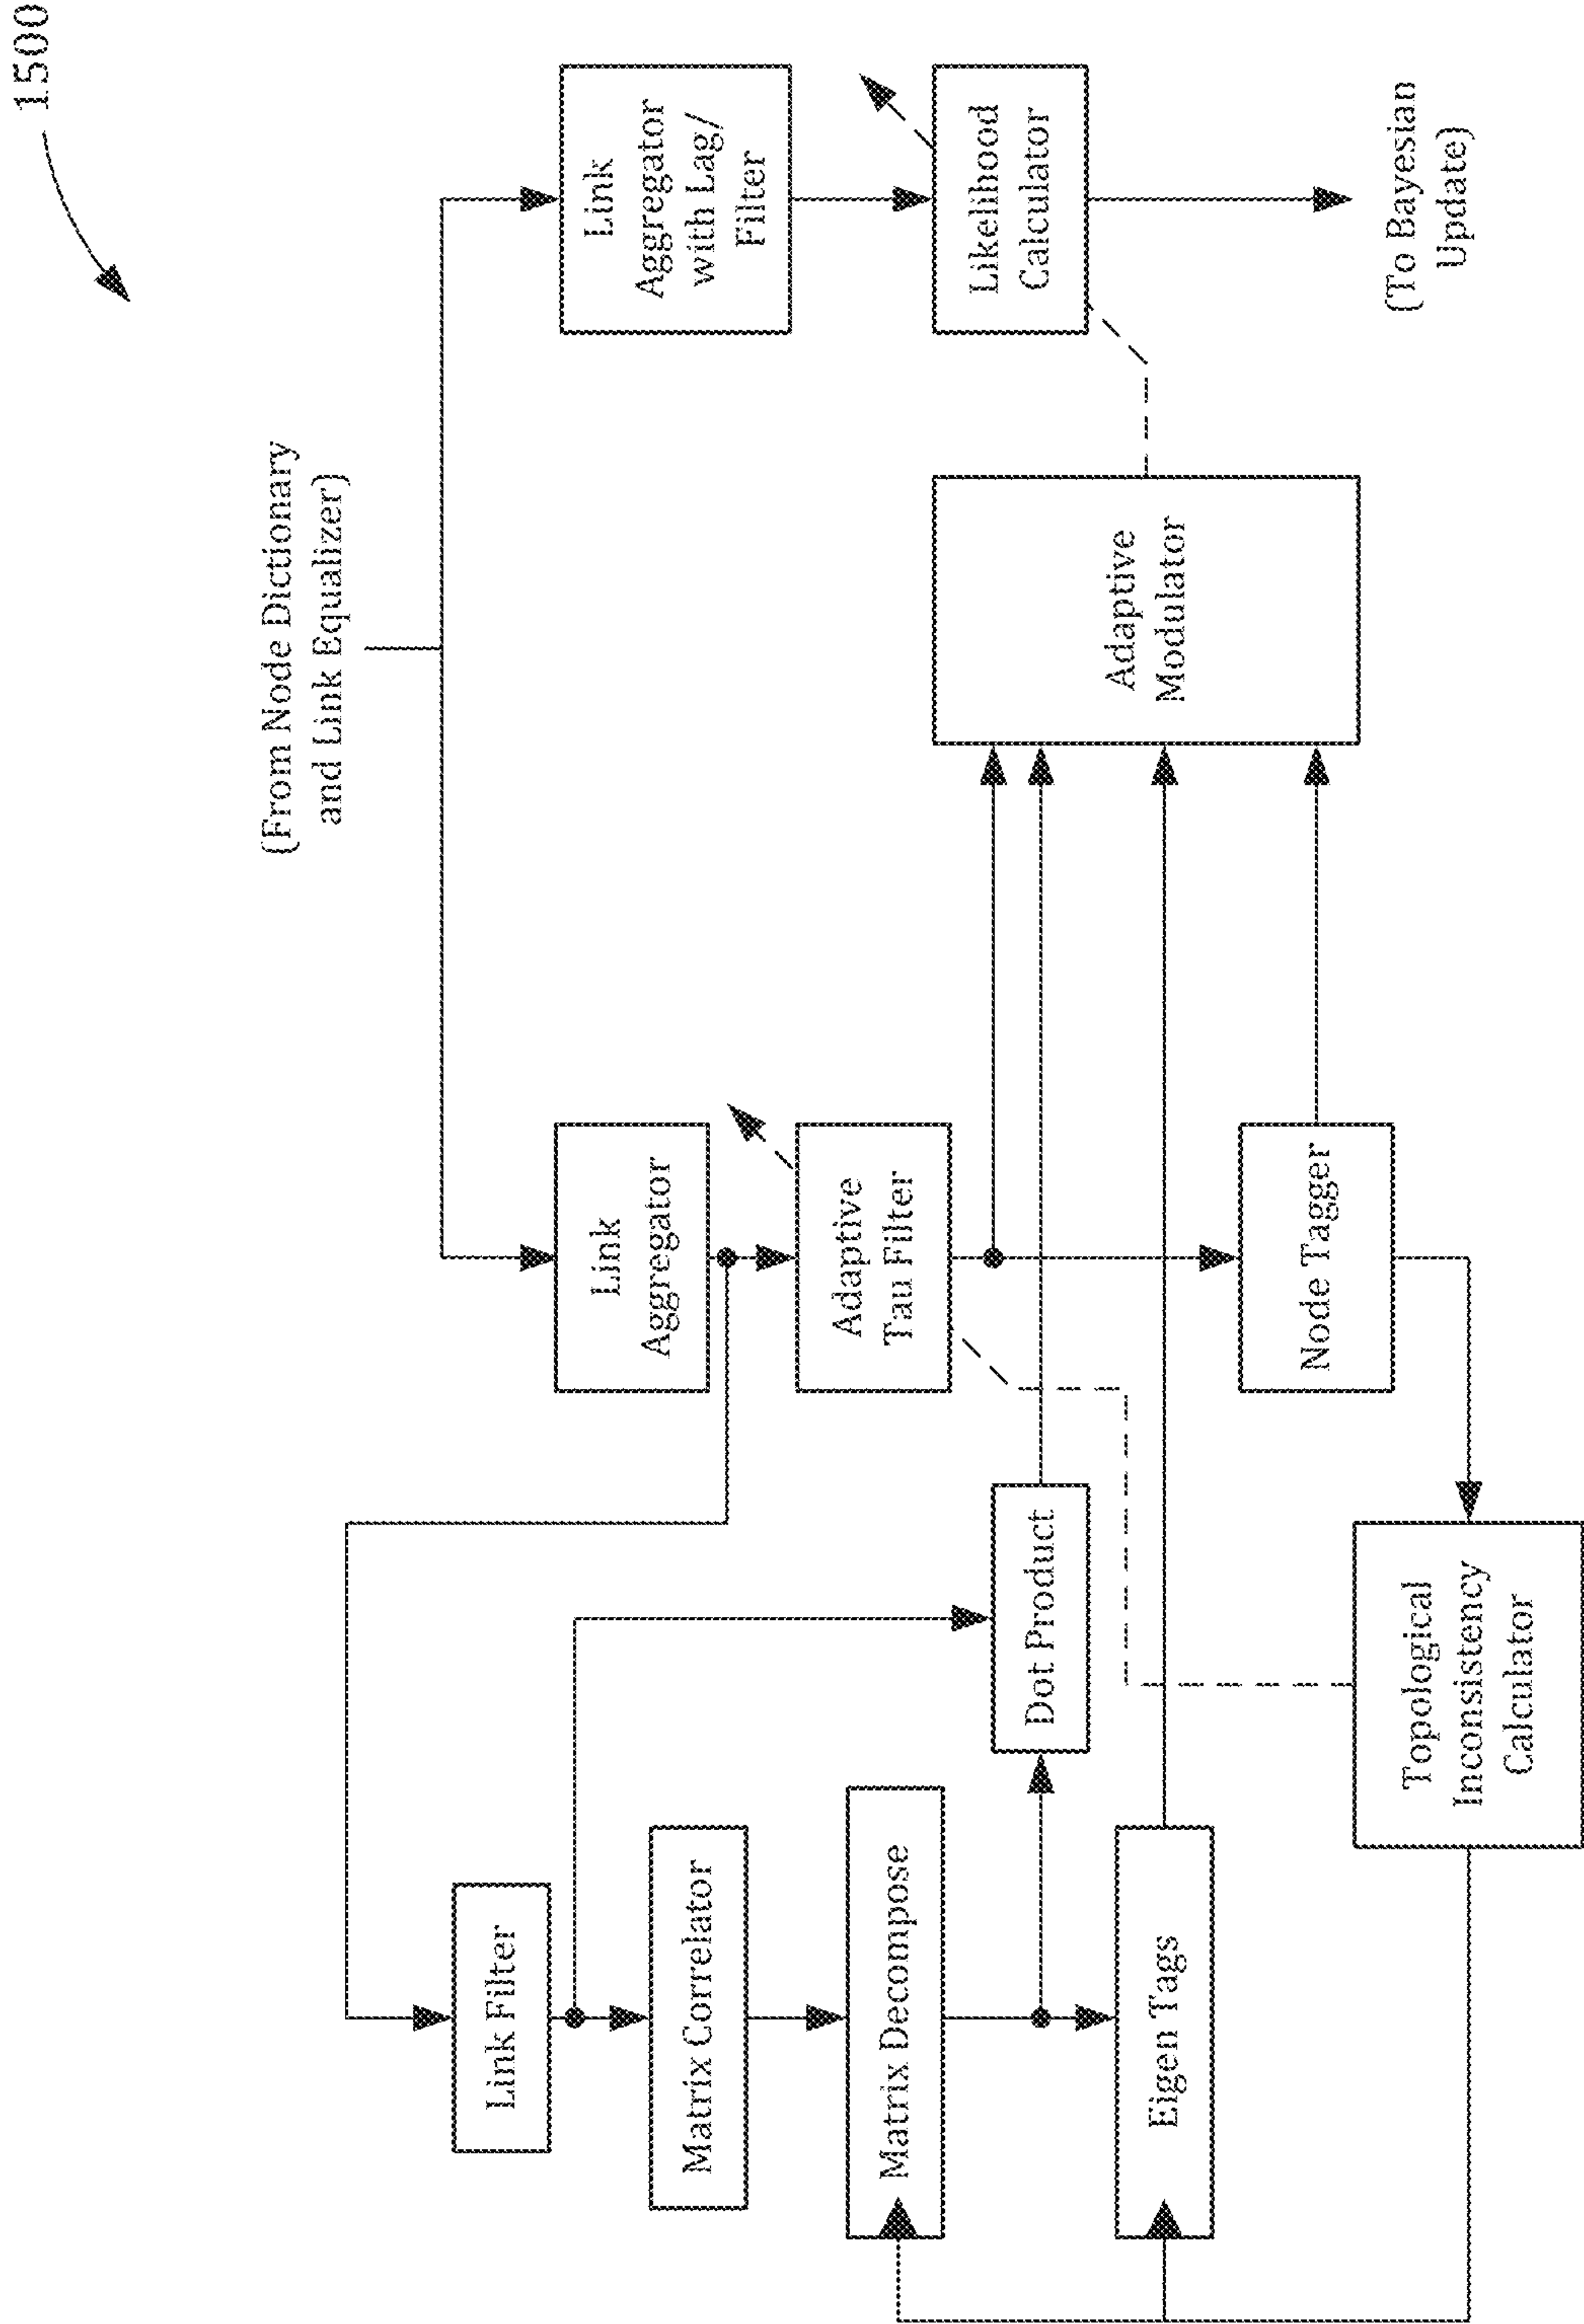 1500
(From Node Dictionary
and Link Equalizer)
Link
Aggregator
Link
Aggregator
with Lag/
Filter
Link Filter
Adaptive
Tau Filter
Likelihood
Calculator
Matrix Correlator
Matrix Decompose
Dot Product
Adaptive
Modulator
Eigen Tags
Node Tagger
Topological
Inconsistency
Calculator
(To Bayesian
Update)